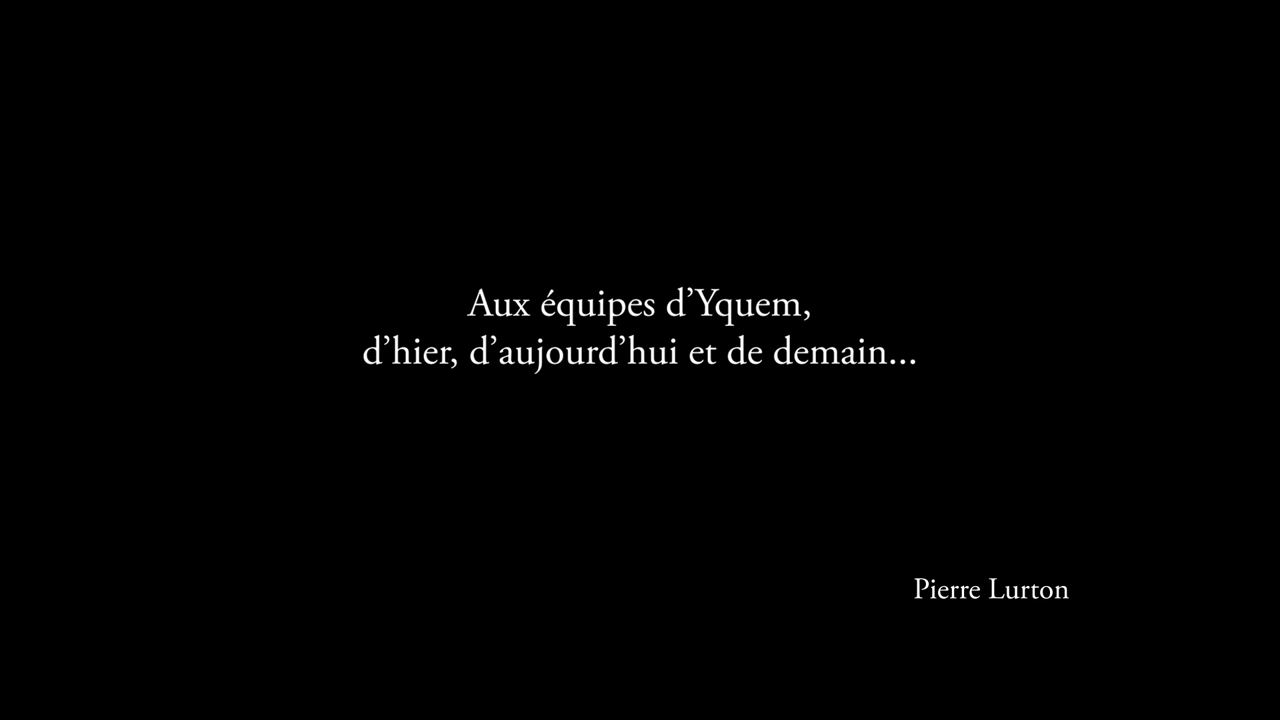 Aux équipes d’Yquem,
d’hier, d’aujourd’hui et de demain...
Pierre Lurton